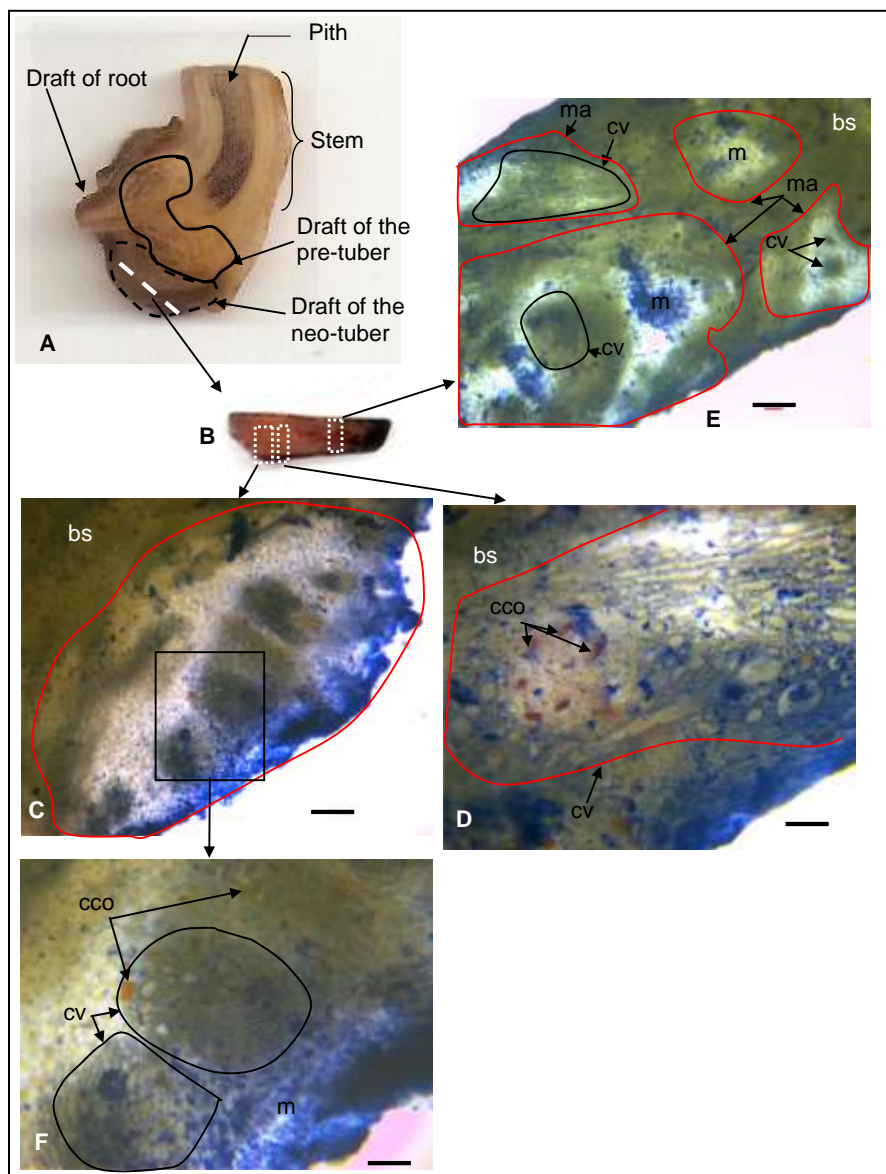 Pith
Draft of root
Stem
Draft of the
pre-tuber
Draft of the
neo-tuber
A
ma
cv
bs
m
ma
cv
m
cv
E
B
bs
C
bs
cco
cv
D
cco
cv
m
F